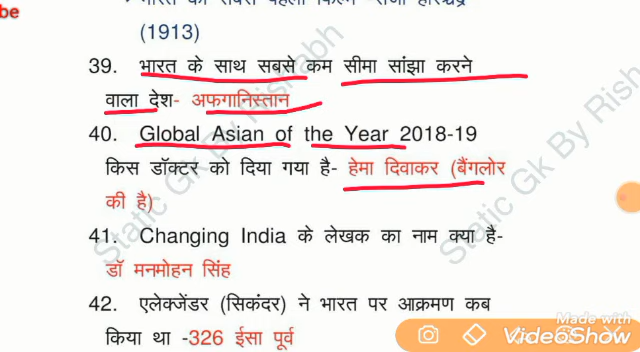 be
(1913)
39. भारत के साथ सबसे कम सीमा सांझा करने
वाला देश- अफगानिस्तान
40. Global Asian of the Year 2018-19
किस डॉक्टर को दिया गया है- हेमा दिवाकर (बैंगलोर
की है)
41. Changing India के लेखक का नाम क्या है-
डॉ मनमोहन सिंह
42. एलेक्जेंडर (सिकंदर) ने भारत पर आक्रमण कब
किया था -326 ईसा पूर्व
Static Gk By Rishabh
Static Gk By Rish
Made with
VideoShow